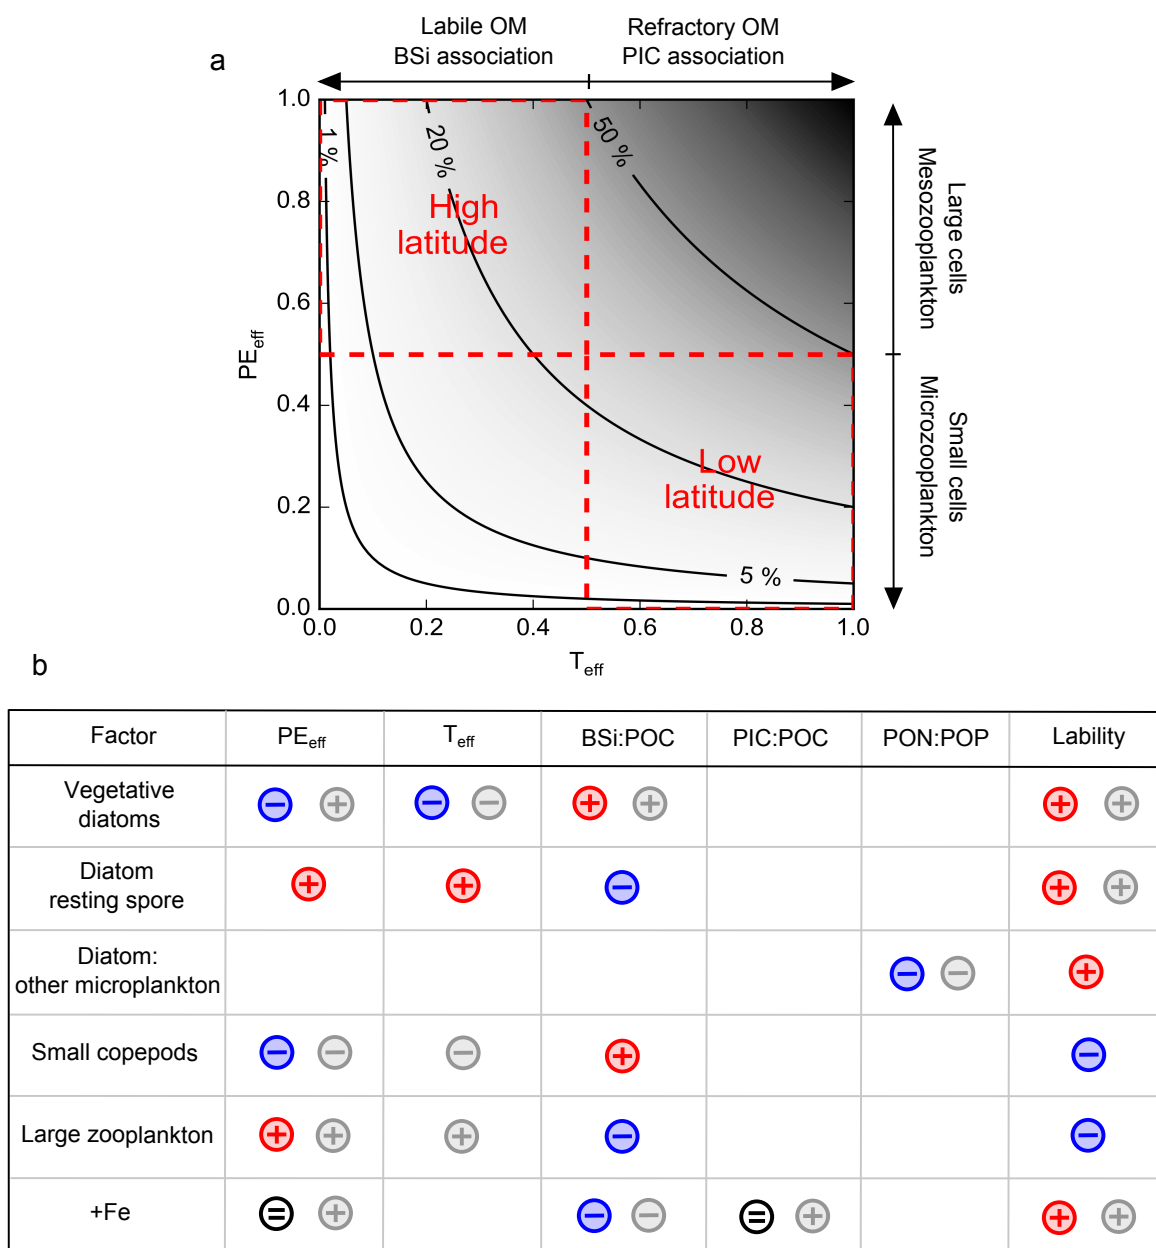 Labile OM
BSi association
Refractory OM
PIC association
a
1.0
0.8
0.6
0.4
0.2
0.0
PEeff
1 %
20 %
50 %
5 %
High
latitude
Low
latitude
Large cells
Mesozooplankton
Small cells
Microzooplankton
0.0 0.2 0.4 0.6 0.8 1.0
Teff
b
Factor PEeff Teff BSi:POC PIC:POC PON:POP Lability
Vegetative
diatoms
− + − − + + + +
Diatom
resting spore
+ + − + +
Diatom:
other microplankton
− − +
Small copepods − − − + −
Large zooplankton + + + − −
+Fe = + − − = + + +